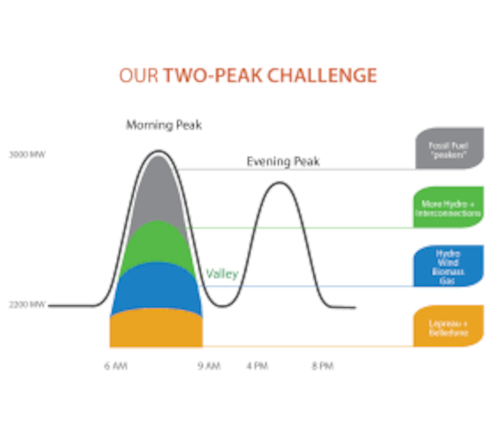 OUR TWO-PEAK CHALLENGE
Morning Peak
3000 MW
Evening Peak
Fossil Fuel
"peakers"
More Hydro +
Interconnections
Valley
Hydro
Wind
Biomass
Gas
2200 MW
Lepreau +
Belledune
6 AM
9 AM
4 PM
8 PM